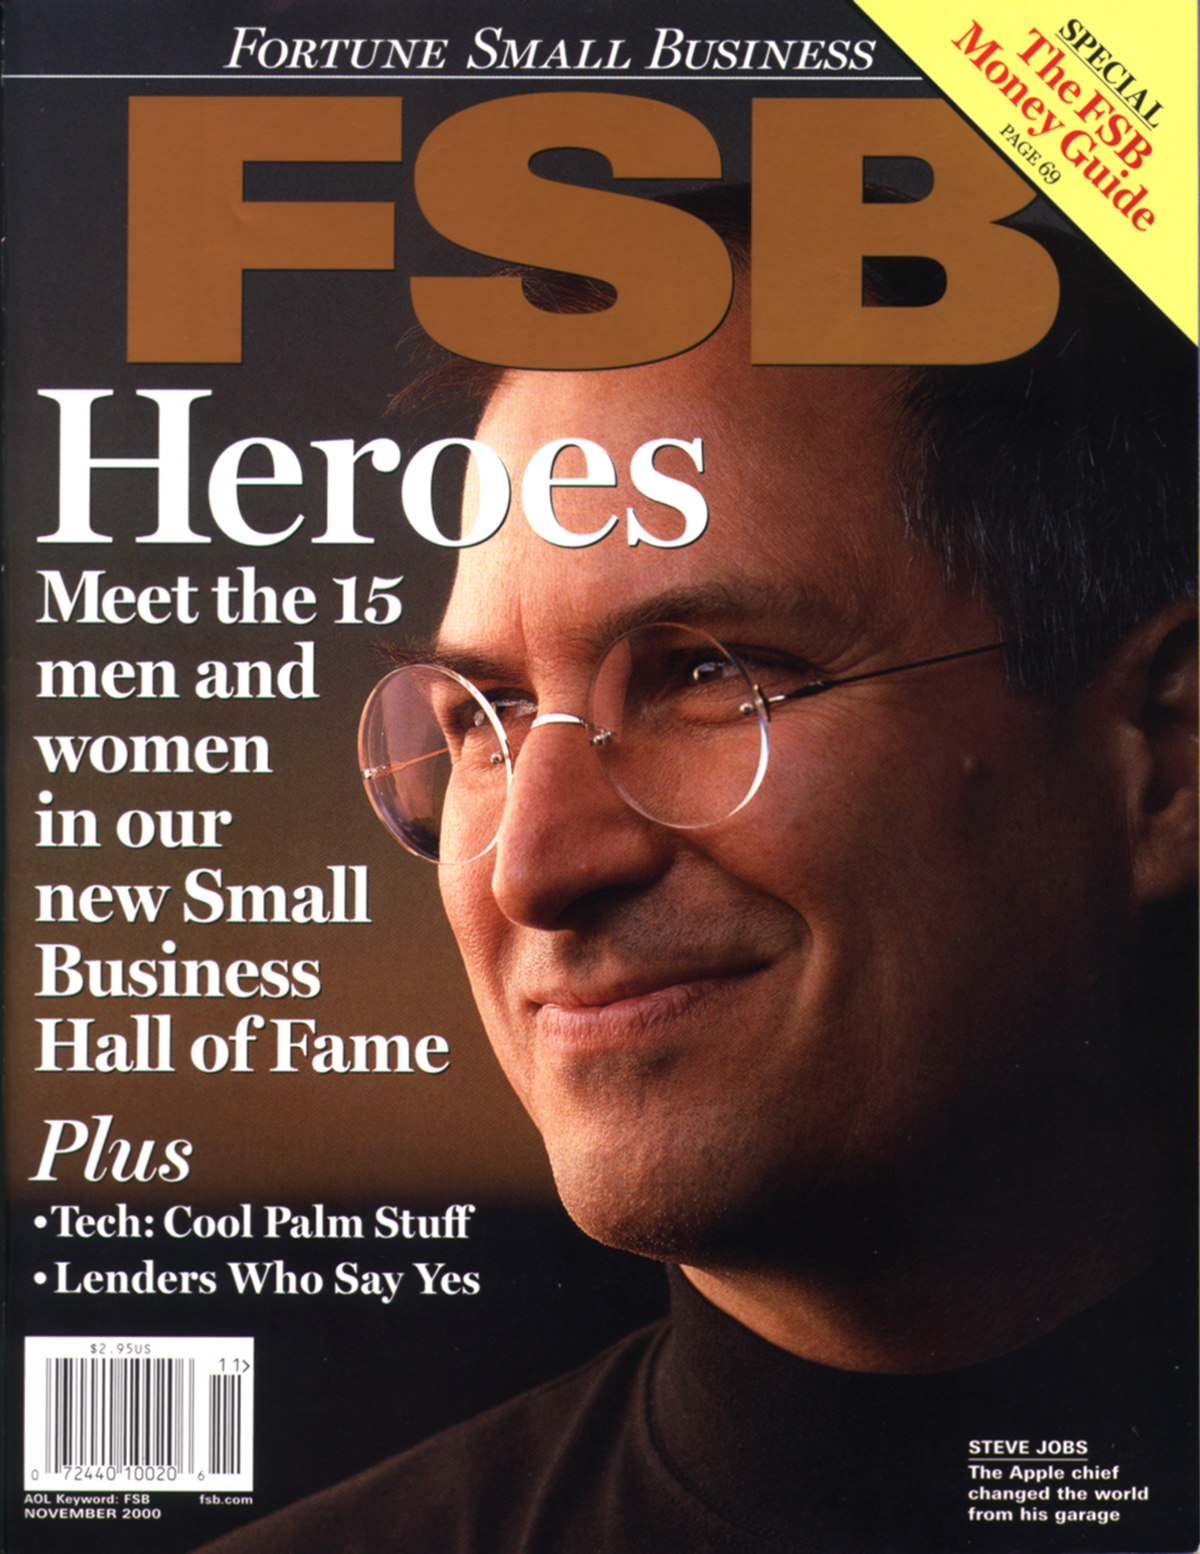 FORTUNE SMALL BUSINESS
SPECIAL
The FSB
Money Guide
PAGE 69
FSB
Heroes
Meet the 15
men and
women
in our
new Small
Business
Hall of Fame
Plus
•Tech: Cool Palm Stuff
•Lenders Who Say Yes
$2.95US
11>
0 72440 10020 6
AOL Keyword: FSB fsb.com
NOVEMBER 2000
STEVE JOBS
The Apple chief
changed the world
from his garage